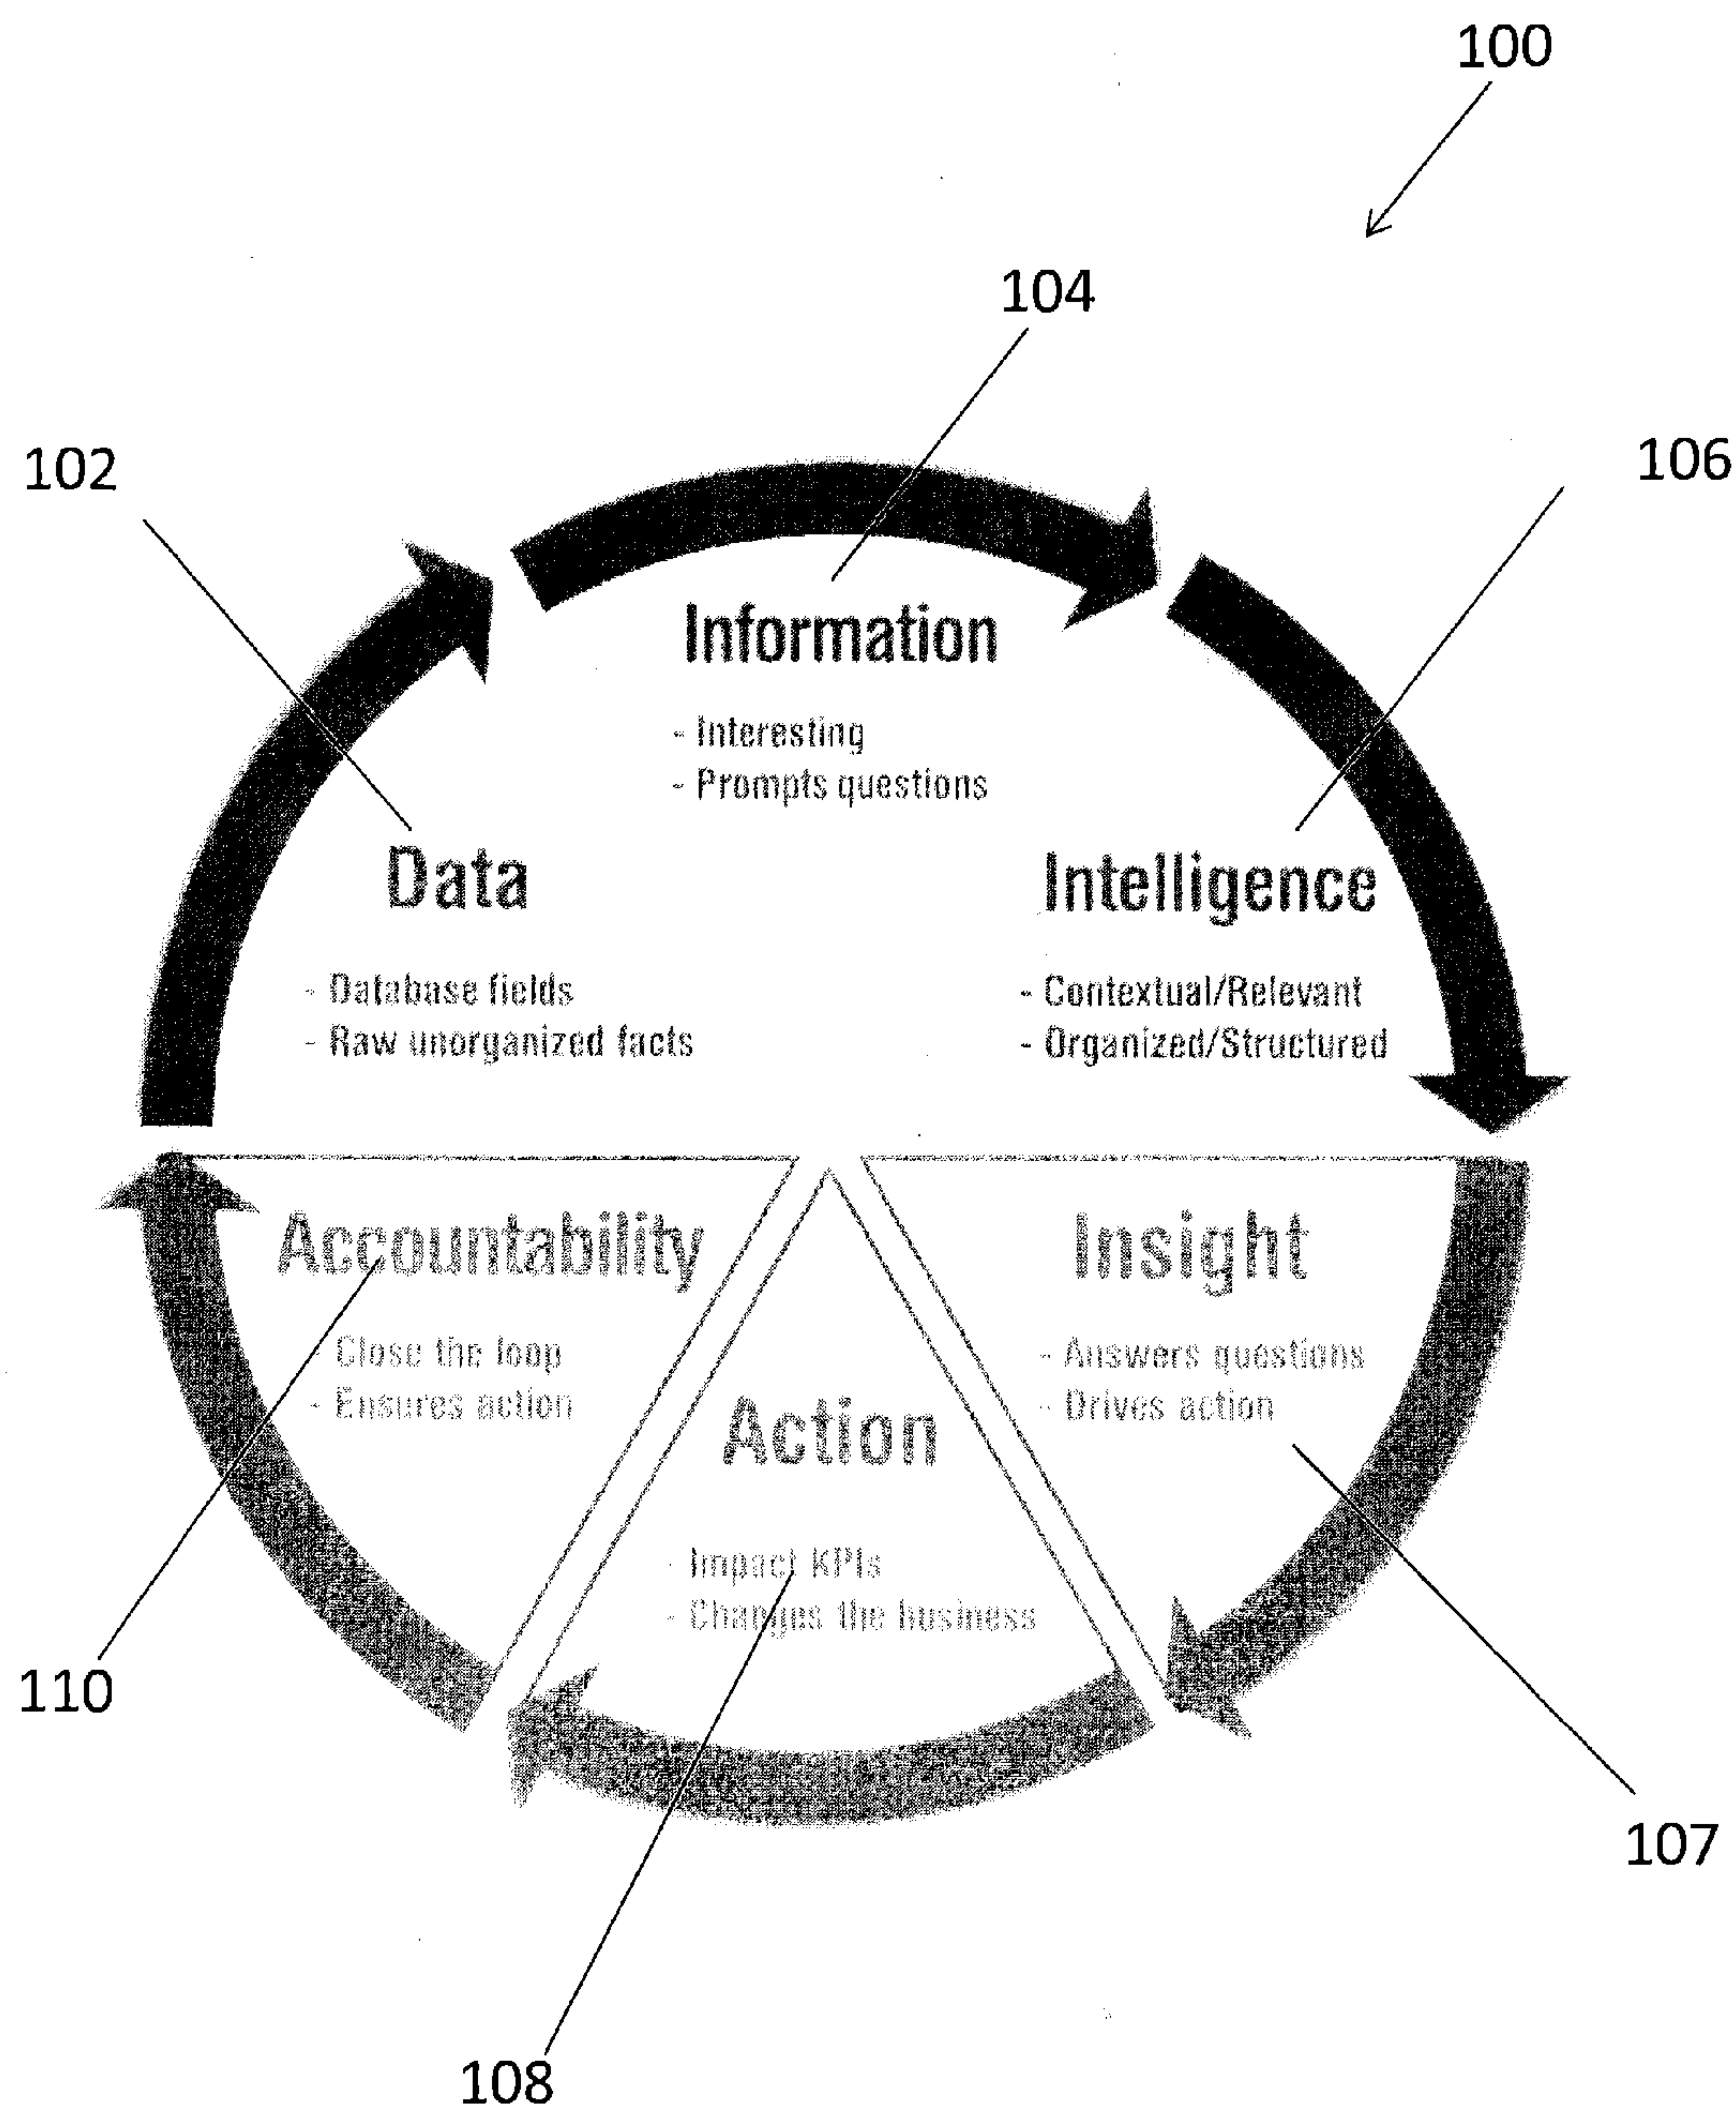 100
104
102
106
Information
- Interesting
- Prompts questions
Data
- Database fields
- Raw unorganized facts
Intelligence
- Contextual/Relevant
- Organized/Structured
Accountability
- Close the loop
- Ensures action
Insight
- Answers questions
- Drives action
Action
- Impact KPIs
- Changes the business
110
107
108